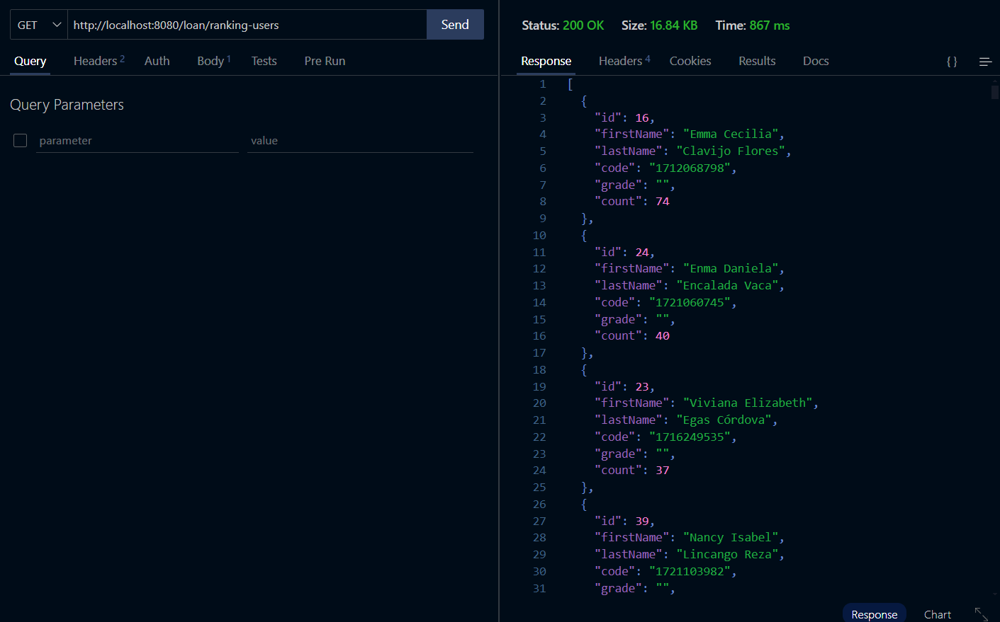 GET http://localhost:8080/loan/ranking-users Send
Query Headers 2 Auth Body 1 Tests Pre Run
Query Parameters
parameter value
Status: 200 OK Size: 16.84 KB Time: 867 ms
Response Headers 4 Cookies Results Docs { }
1 [
2 {
3 "id": 16,
4 "firstName": "Emma Cecilia",
5 "lastName": "Clavijo Flores",
6 "code": "1712068798",
7 "grade": "",
8 "count": 74
9 },
10 {
11 "id": 24,
12 "firstName": "Enma Daniela",
13 "lastName": "Encalada Vaca",
14 "code": "1721060745",
15 "grade": "",
16 "count": 40
17 },
18 {
19 "id": 23,
20 "firstName": "Viviana Elizabeth",
21 "lastName": "Egas Córdova",
22 "code": "1716249535",
23 "grade": "",
24 "count": 37
25 },
26 {
27 "id": 39,
28 "firstName": "Nancy Isabel",
29 "lastName": "Lincango Reza",
30 "code": "1721103982",
31 "grade": "",
Response Chart